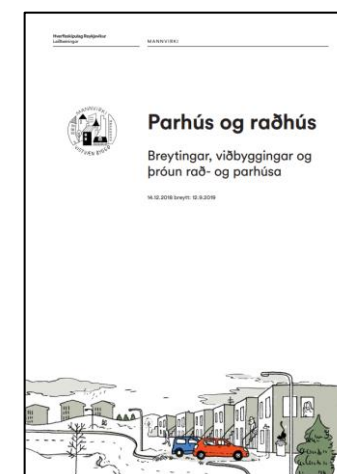 Hverfisskipulag Reykjavíkur
Leiðbeiningar
MANNVIRKI
MANNVIRKI
Parhús og raðhús
Breytingar, viðbyggingar og
þróun rað- og parhúsa
14.12.2018 breytt: 12.9.2019